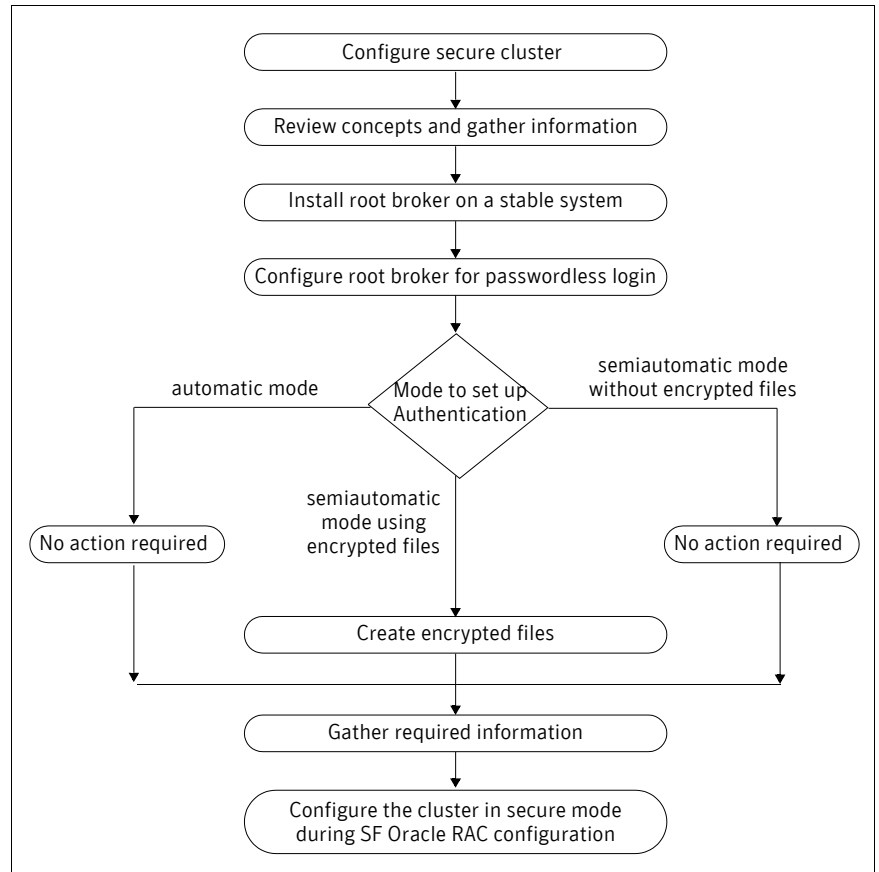 Configure secure cluster
Review concepts and gather information
Install root broker on a stable system
Configure root broker for passwordless login
Mode to set up
Authentication
automatic mode
semiautomatic mode
without encrypted files
semiautomatic
mode using
encrypted files
No action required
No action required
Create encrypted files
Gather required information
Configure the cluster in secure mode
during SF Oracle RAC configuration